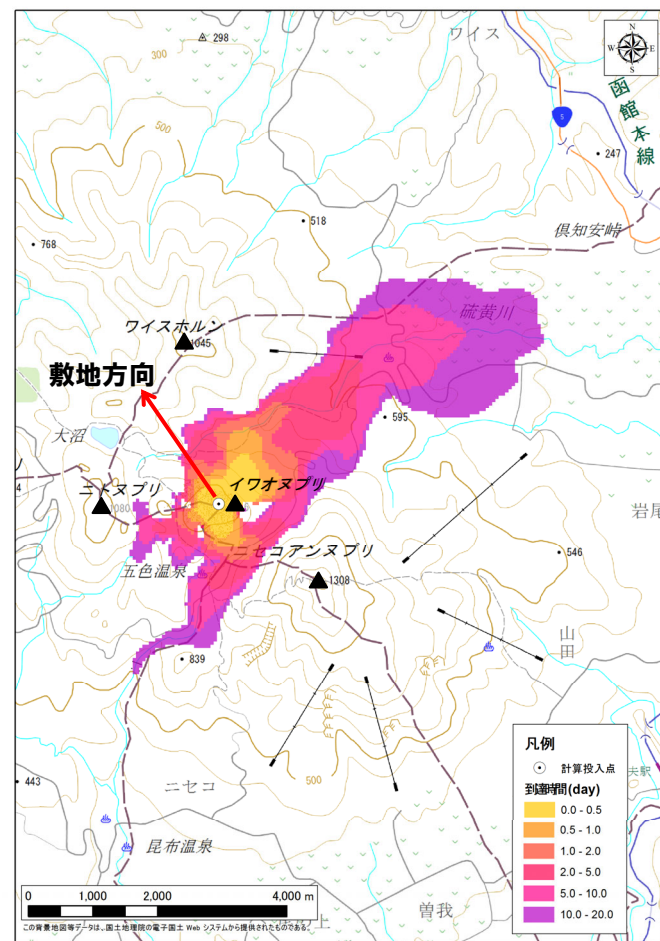 298
ワイス
N
W
E
S
300
函館本線
5
500
247
518
768
倶知安峠
硫黄川
ワイスホルン
1045
敷地方向
595
大沼
イワオヌプリ
ニトヌプリ
1080
岩尾
ニセコアンヌプリ
546
五色温泉
1308
山田
839
凡例
計算投入点
夫駅
到達時間(day)
443
ニセコ
500
0.0 - 0.5
0.5 - 1.0
1.0 - 2.0
昆布温泉
2.0 - 5.0
5.0 - 10.0
0 1,000 2,000 4,000 m
曽我
10.0 - 20.0
この背景地図等データは、国土地理院の電子国土 Web システムから提供されたものである。